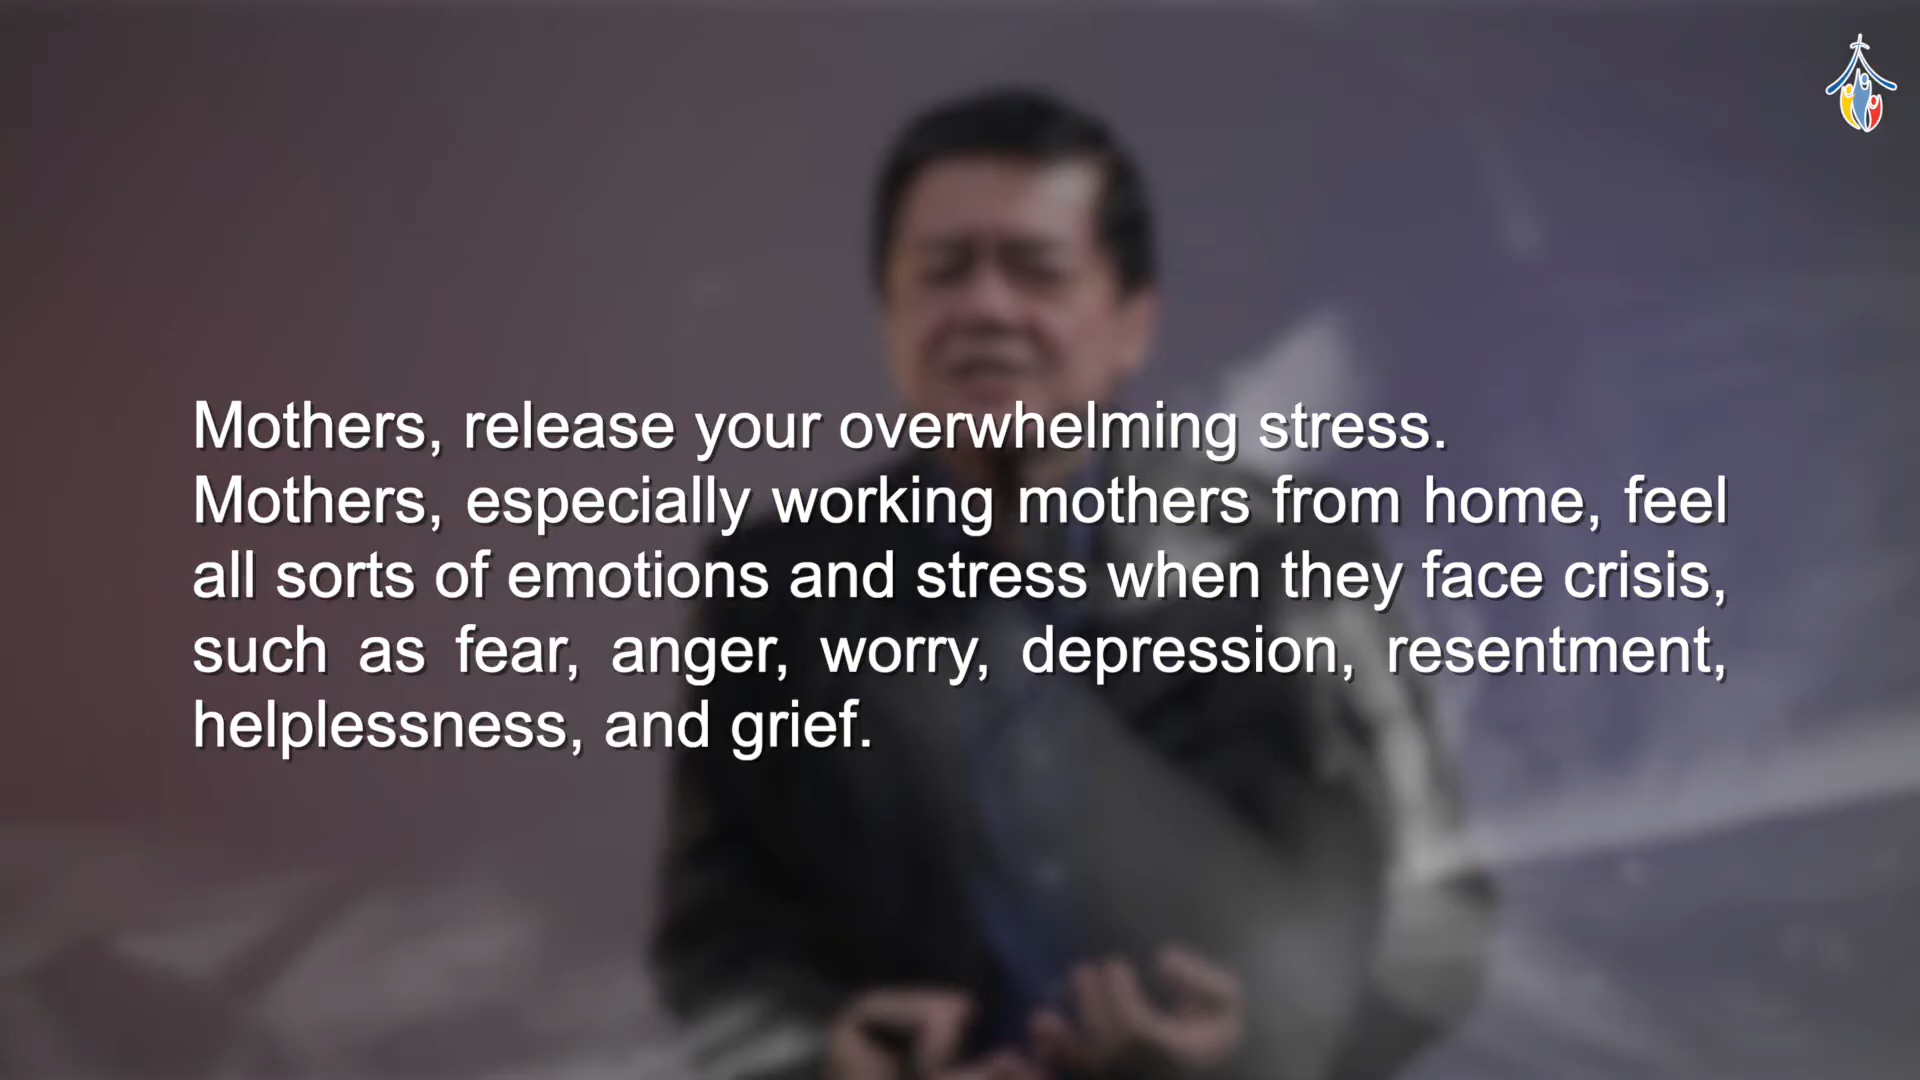 Mothers, release your overwhelming stress.
Mothers, especially working mothers from home, feel
all sorts of emotions and stress when they face crisis,
such as fear, anger, worry, depression, resentment,
helplessness, and grief.